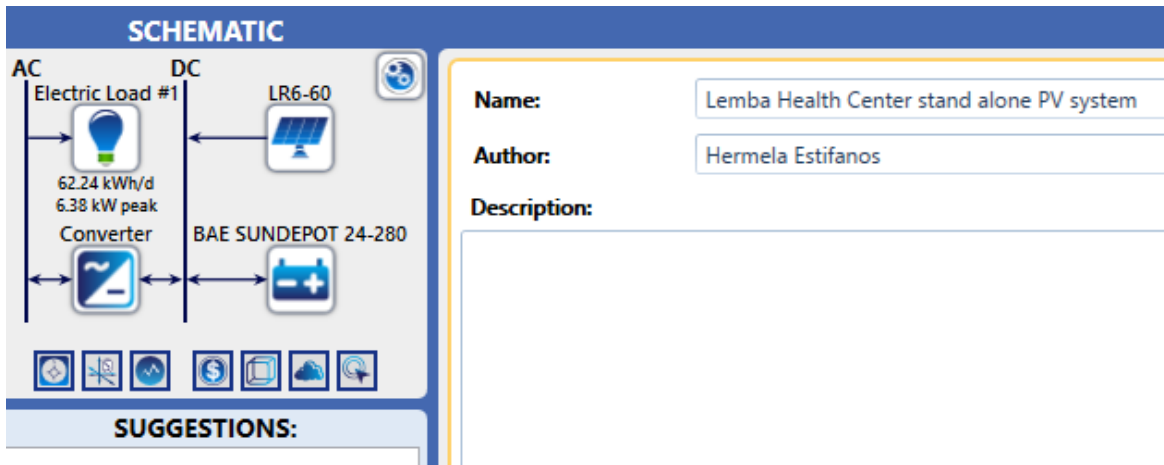 SCHEMATIC
AC DC
Electric Load #1 LR6-60
62.24 kWh/d
6.38 kW peak
Converter BAE SUNDEPOT 24-280
SUGGESTIONS:
Name: Lemba Health Center stand alone PV system
Author: Hermela Estifanos
Description: